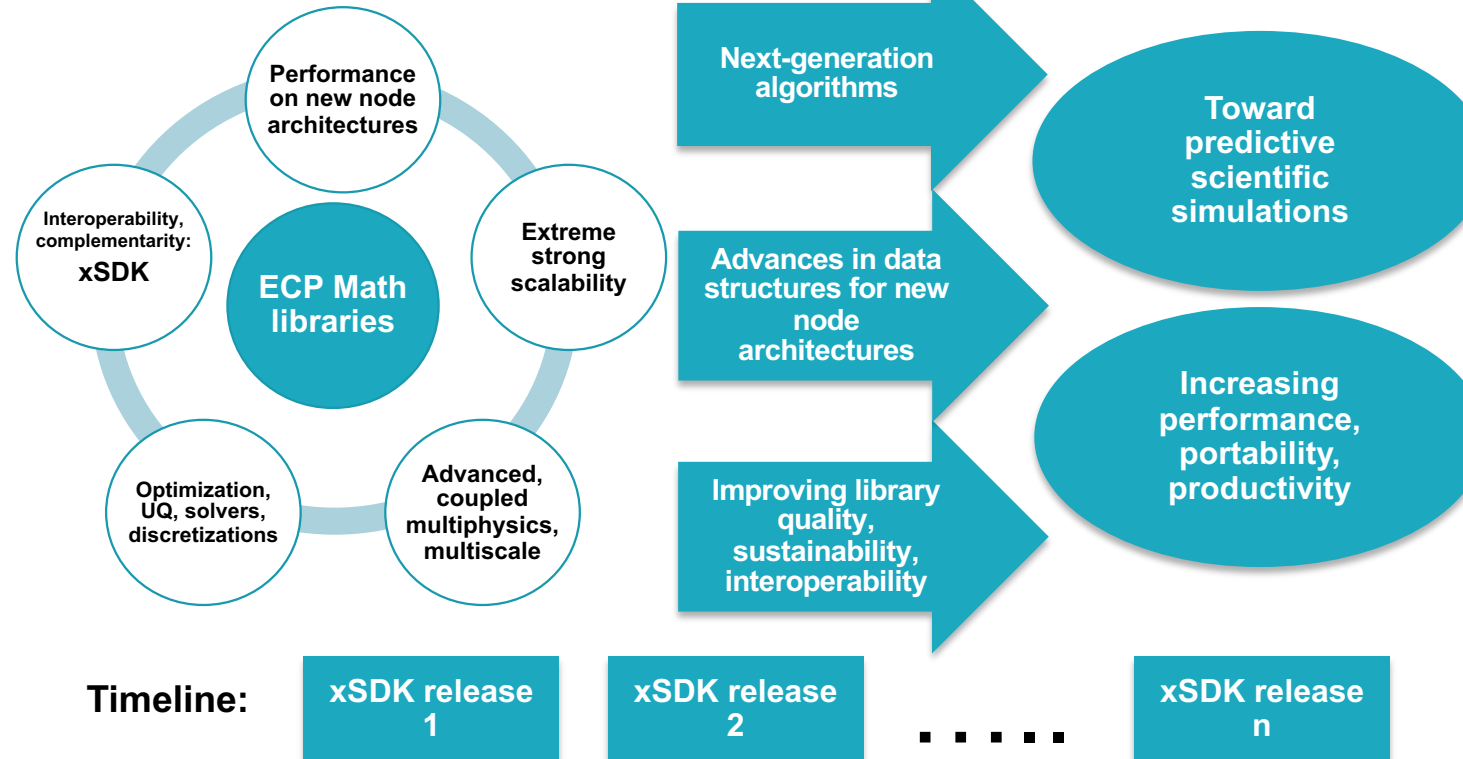 Performance
on new node
architectures
Interoperability,
complementarity:
xSDK
Extreme
strong
scalability
ECP Math
libraries
Optimization,
UQ, solvers,
discretizations
Advanced,
coupled
multiphysics,
multiscale
Next-generation
algorithms
Advances in data
structures for new
node
architectures
Improving library
quality,
sustainability,
interoperability
Toward
predictive
scientific
simulations
Increasing
performance,
portability,
productivity
Timeline:
xSDK release
1
xSDK release
2
. . . . .
xSDK release
n